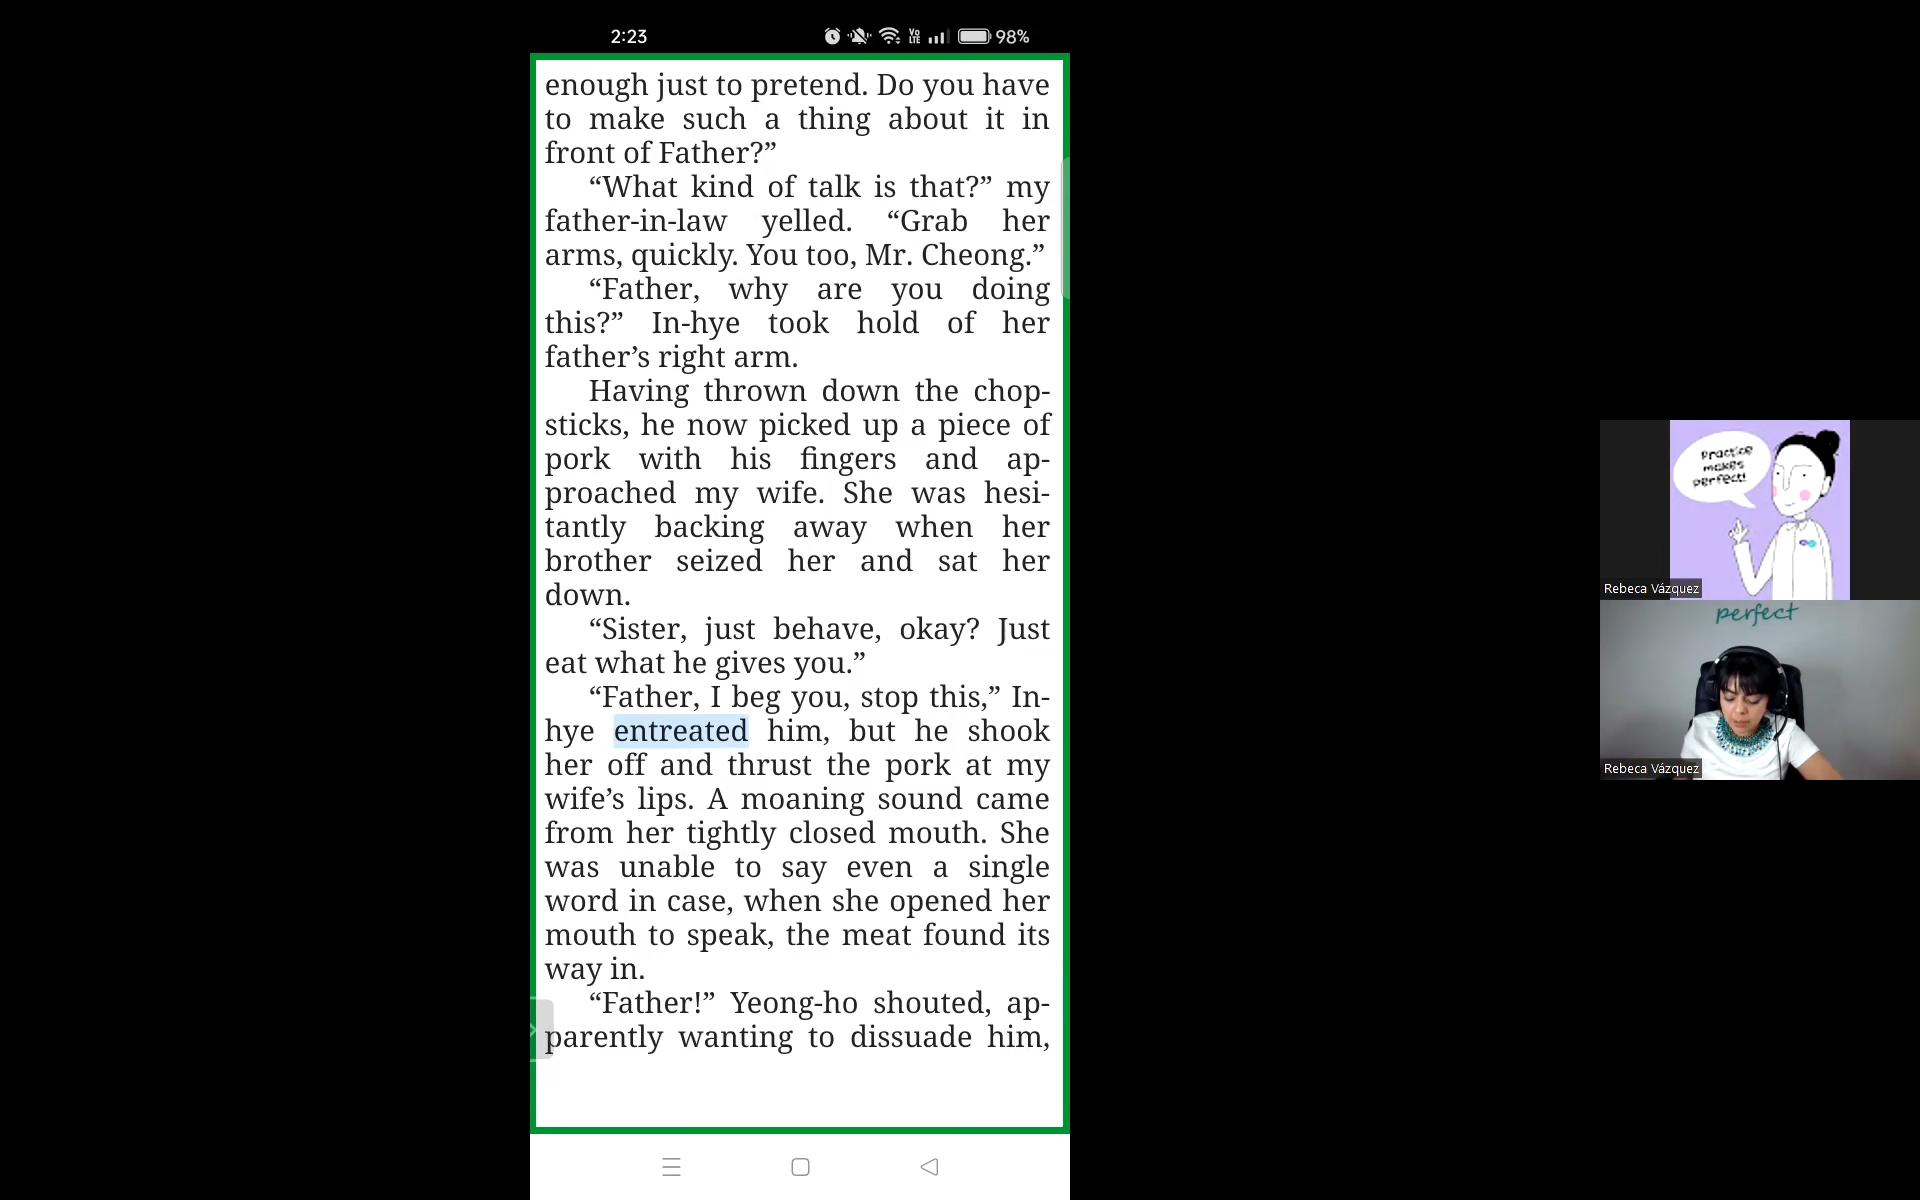 2:23
Vo
LTE
98%
enough just to pretend. Do you have
to make such a thing about it in
front of Father?”
“What kind of talk is that?” my
father-in-law yelled. “Grab her
arms, quickly. You too, Mr. Cheong.”
“Father, why are you doing
this?” In-hye took hold of her
father’s right arm.
Having thrown down the chop-
sticks, he now picked up a piece of
pork with his fingers and ap-
proached my wife. She was hesi-
tantly backing away when her
brother seized her and sat her
down.
“Sister, just behave, okay? Just
eat what he gives you.”
“Father, I beg you, stop this,” In-
hye entreated him, but he shook
her off and thrust the pork at my
wife’s lips. A moaning sound came
from her tightly closed mouth. She
was unable to say even a single
word in case, when she opened her
mouth to speak, the meat found its
way in.
“Father!” Yeong-ho shouted, ap-
parently wanting to dissuade him,
Practice
makes
perfect!
Rebeca Vázquez
perfect
Rebeca Vázquez